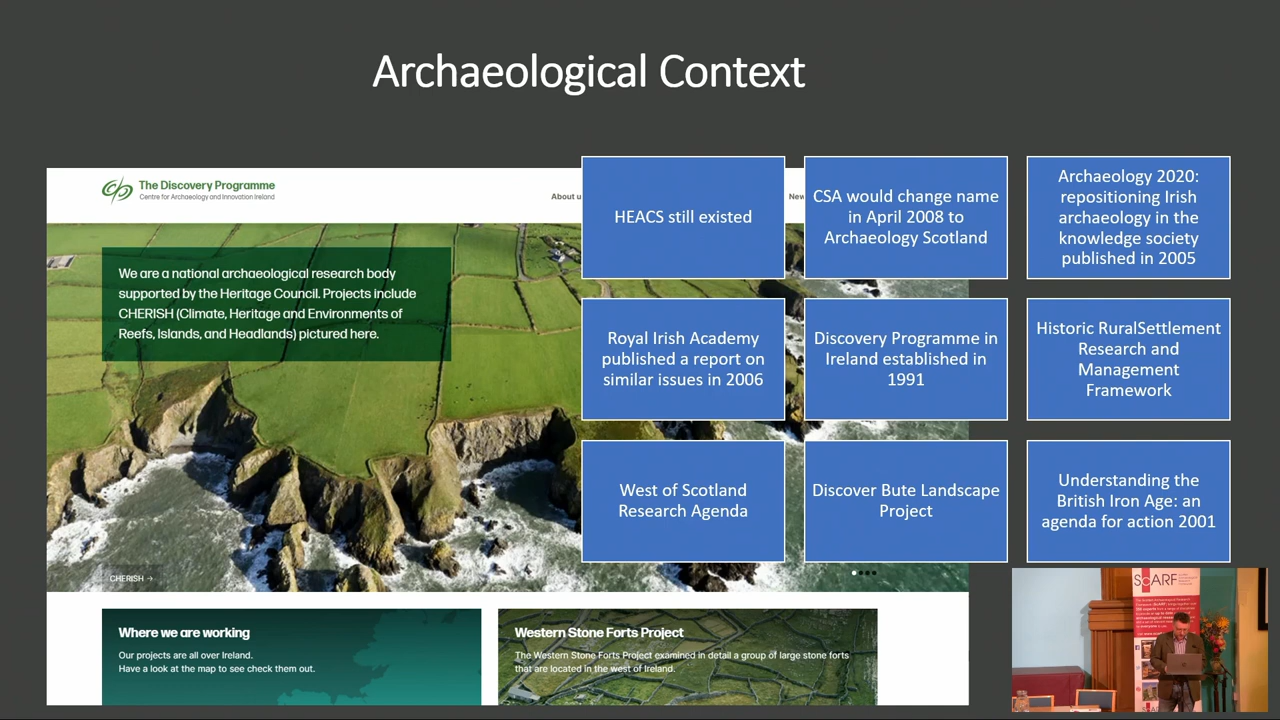 Archaeological Context
The Discovery Programme
Centre for Archaeology and Innovation Ireland
About u
New
We are a national archaeological research body
supported by the Heritage Council. Projects include
CHERISH (Climate, Heritage and Environments of
Reefs, Islands, and Headlands) pictured here.
HEACS still existed
CSA would change name
in April 2008 to
Archaeology Scotland
Archaeology 2020:
repositioning Irish
archaeology in the
knowledge society
published in 2005
Royal Irish Academy
published a report on
similar issues in 2006
Discovery Programme in
Ireland established in
1991
Historic RuralSettlement
Research and
Management
Framework
West of Scotland
Research Agenda
Discover Bute Landscape
Project
Understanding the
British Iron Age: an
agenda for action 2001
CHERISH →
Where we are working
Our projects are all over Ireland.
Have a look at the map to see check them out.
Western Stone Forts Project
The Western Stone Forts Project examined in detail a group of large stone forts
that are located in the west of Ireland.
ScARF